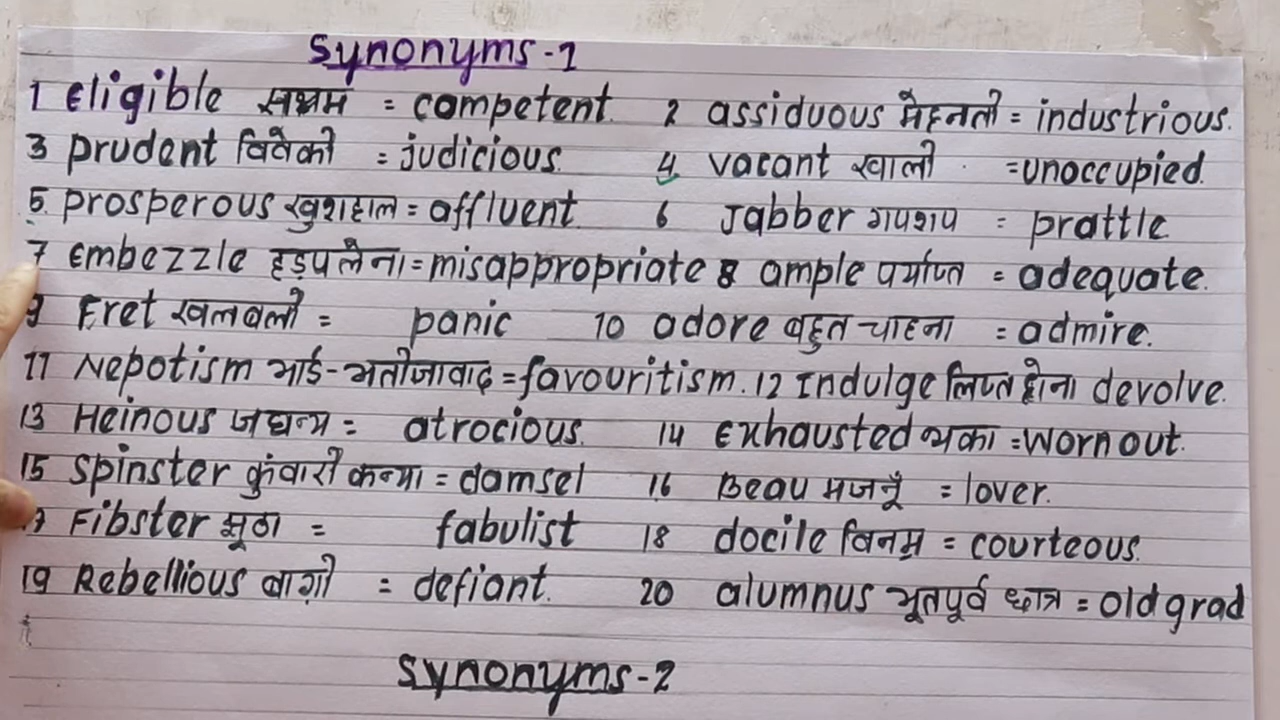 Synonyms-1
1 Eligible सक्षम = competent. 2 assiduous मेहनती = industrious.
3 Prudent विवेकी = judicious. 4 vacant खाली = unoccupied.
5. prosperous खुशहाल = affluent. 6 Jabber गपशप = prattle
7 Embezzle हड़पलेना = misappropriate 8 ample पर्याप्त = adequate.
9 Fret खलबली = panic 10 adore बहुत चाहना = admire.
11 Nepotism भाई-भतीजावाद = favouritism. 12 Indulge लिप्त होना devolve.
13 Heinous जघन्य = atrocious. 14 Exhausted थका = worn out.
15 Spinster कुंवारी कन्या = damsel 16 Beau मजनूँ = lover.
17 Fibster झूठा = fabulist 18 docile विनम्र = courteous.
19 Rebellious बाग़ी = defiant. 20 alumnus भूतपूर्व छात्र = old grad
Synonyms-2